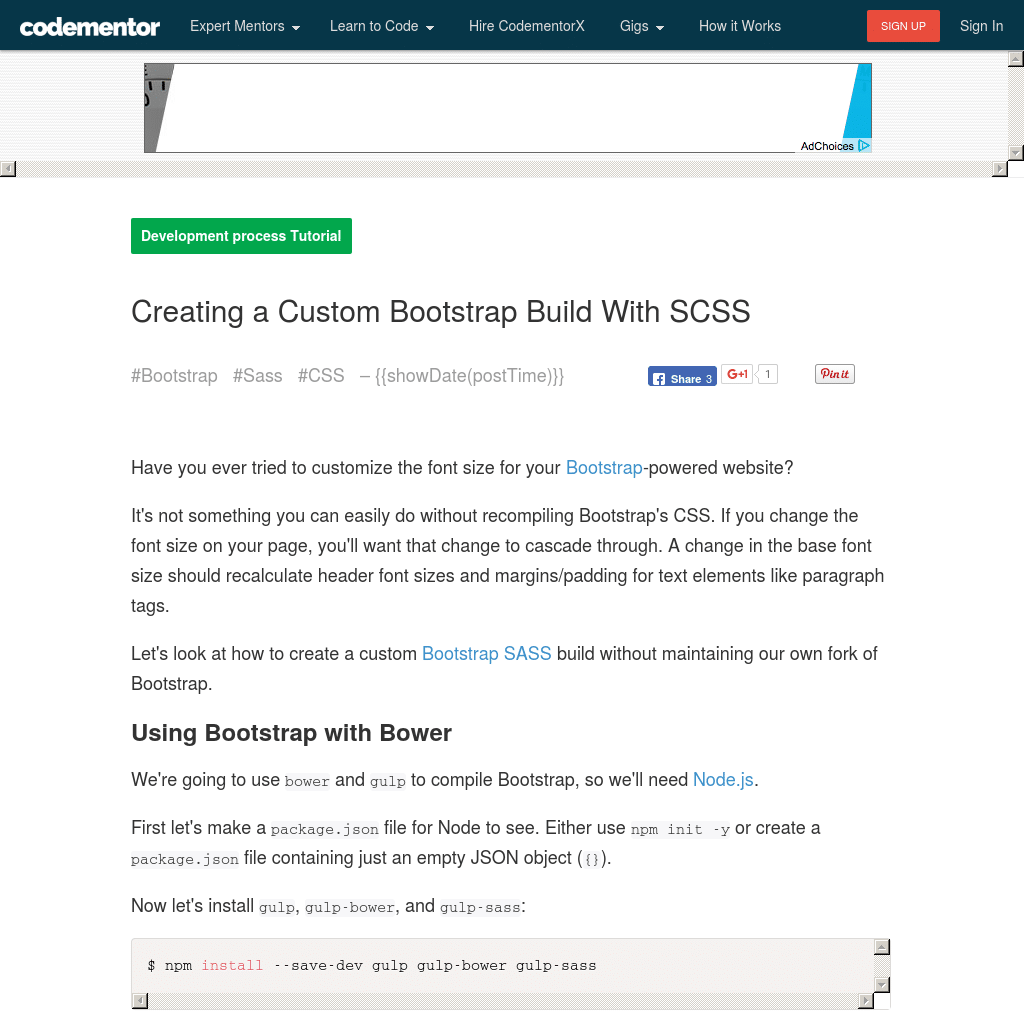 codementor Expert Mentors Learn to Code Hire CodementorX Gigs How it Works SIGN UP Sign In
AdChoices
Development process Tutorial
Creating a Custom Bootstrap Build With SCSS
#Bootstrap #Sass #CSS – {{showDate(postTime)}} Share 3 G+1 1 Pin it
Have you ever tried to customize the font size for your Bootstrap-powered website?
It's not something you can easily do without recompiling Bootstrap's CSS. If you change the
font size on your page, you'll want that change to cascade through. A change in the base font
size should recalculate header font sizes and margins/padding for text elements like paragraph
tags.
Let's look at how to create a custom Bootstrap SASS build without maintaining our own fork of
Bootstrap.
Using Bootstrap with Bower
We're going to use bower and gulp to compile Bootstrap, so we'll need Node.js.
First let's make a package.json file for Node to see. Either use npm init -y or create a
package.json file containing just an empty JSON object ({}).
Now let's install gulp, gulp-bower, and gulp-sass:
$ npm install --save-dev gulp gulp-bower gulp-sass